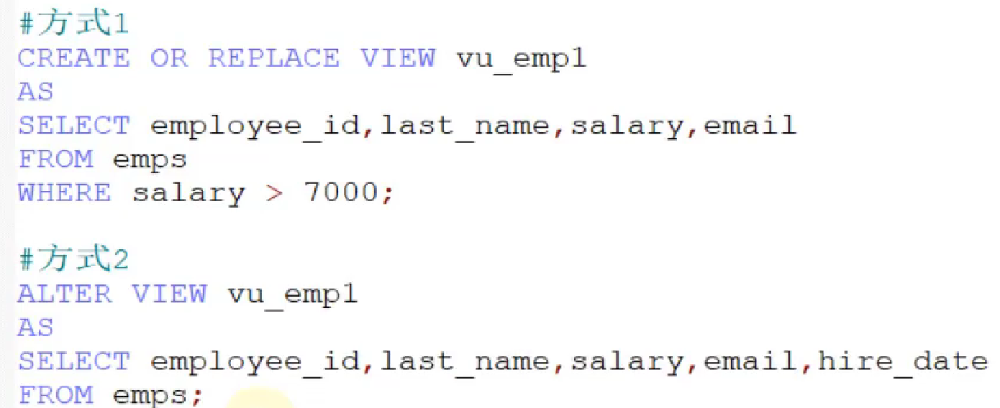 #方式1
CREATE OR REPLACE VIEW vu_emp1
AS
SELECT employee_id,last_name,salary,email
FROM emps
WHERE salary > 7000;
#方式2
ALTER VIEW vu_emp1
AS
SELECT employee_id,last_name,salary,email,hire_date
FROM emps;